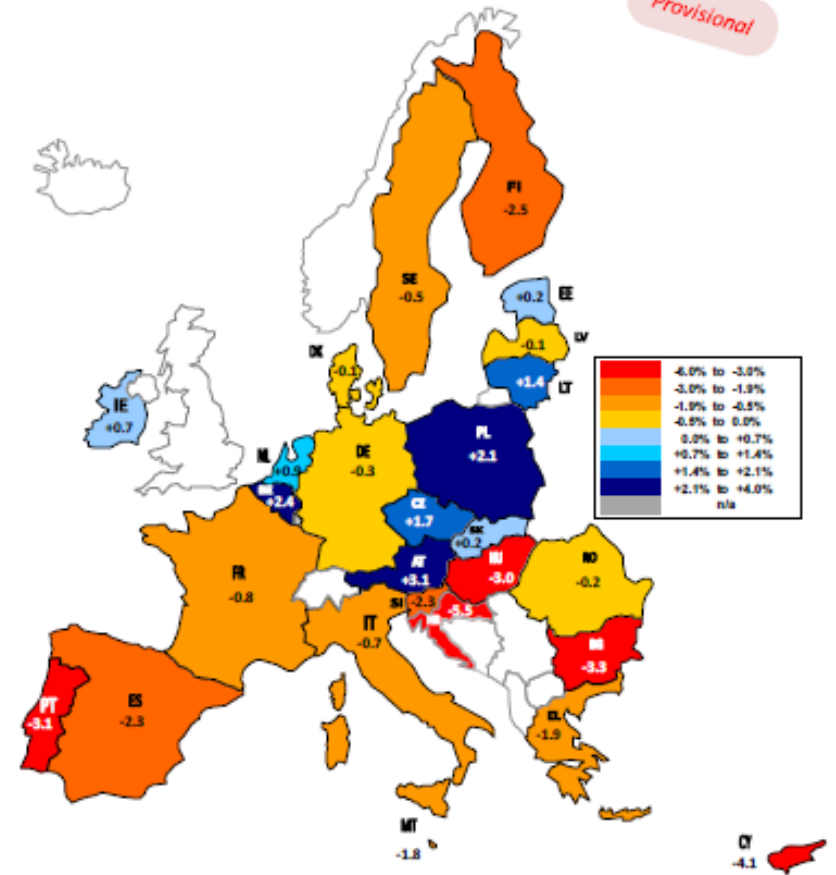 Provisional
FI
-2.5
SE
-0.5
+0.2 EE
DK
-0.1
-0.1 LV
+1.4 LT
-6.0% to -3.0%
-3.0% to -1.9%
-1.9% to -0.5%
-0.5% to 0.0%
0.0% to +0.7%
+0.7% to +1.4%
+1.4% to +2.1%
+2.1% to +4.0%
n/a
IE
+0.7
NL
+0.9
DE
-0.3
PL
+2.1
+2.4
CZ
+1.7
SK
+0.2
AT
+3.1
HU
-3.0
RO
-0.2
FR
-0.8
SI -2.3
-5.5
IT
-0.7
-3.3
PT
-3.1
ES
-2.3
EL
-1.9
MT
-1.8
CY
-4.1